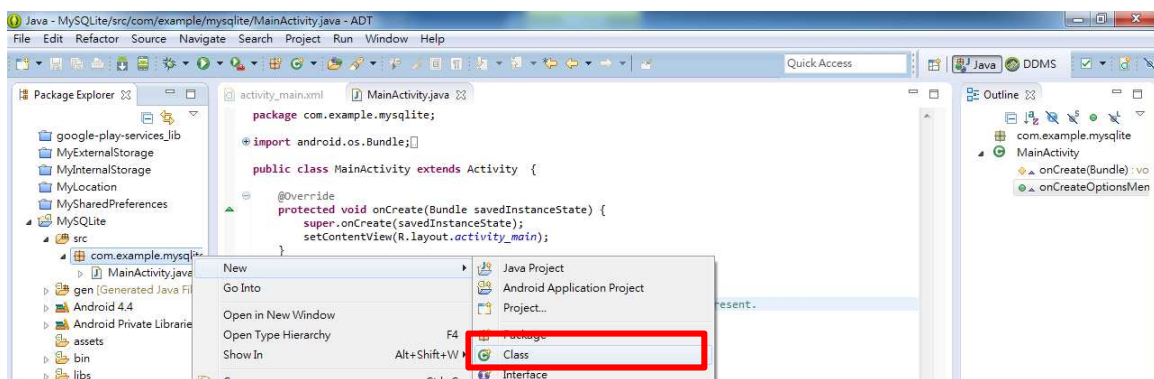 Java - MySQLite/src/com/example/mysqlite/MainActivity.java - ADT
File Edit Refactor Source Navigate Search Project Run Window Help
Quick Access
Java
DDMS
Package Explorer
activity_main.xml
MainActivity.java
Outline
google-play-services_lib
MyExternalStorage
MyInternalStorage
MyLocation
MySharedPreferences
MySQLite
src
com.example.mysqlite
MainActivity.java
gen [Generated Java Fil
Android 4.4
Android Private Librarie
assets
bin
libs
package com.example.mysqlite;
import android.os.Bundle;
public class MainActivity extends Activity {
@Override
protected void onCreate(Bundle savedInstanceState) {
super.onCreate(savedInstanceState);
setContentView(R.layout.activity_main);
}
resent.
New
Go Into
Open in New Window
Open Type Hierarchy F4
Show In Alt+Shift+W
Java Project
Android Application Project
Project...
Package
Class
Interface
com.example.mysqlite
MainActivity
onCreate(Bundle) : vo
onCreateOptionsMen